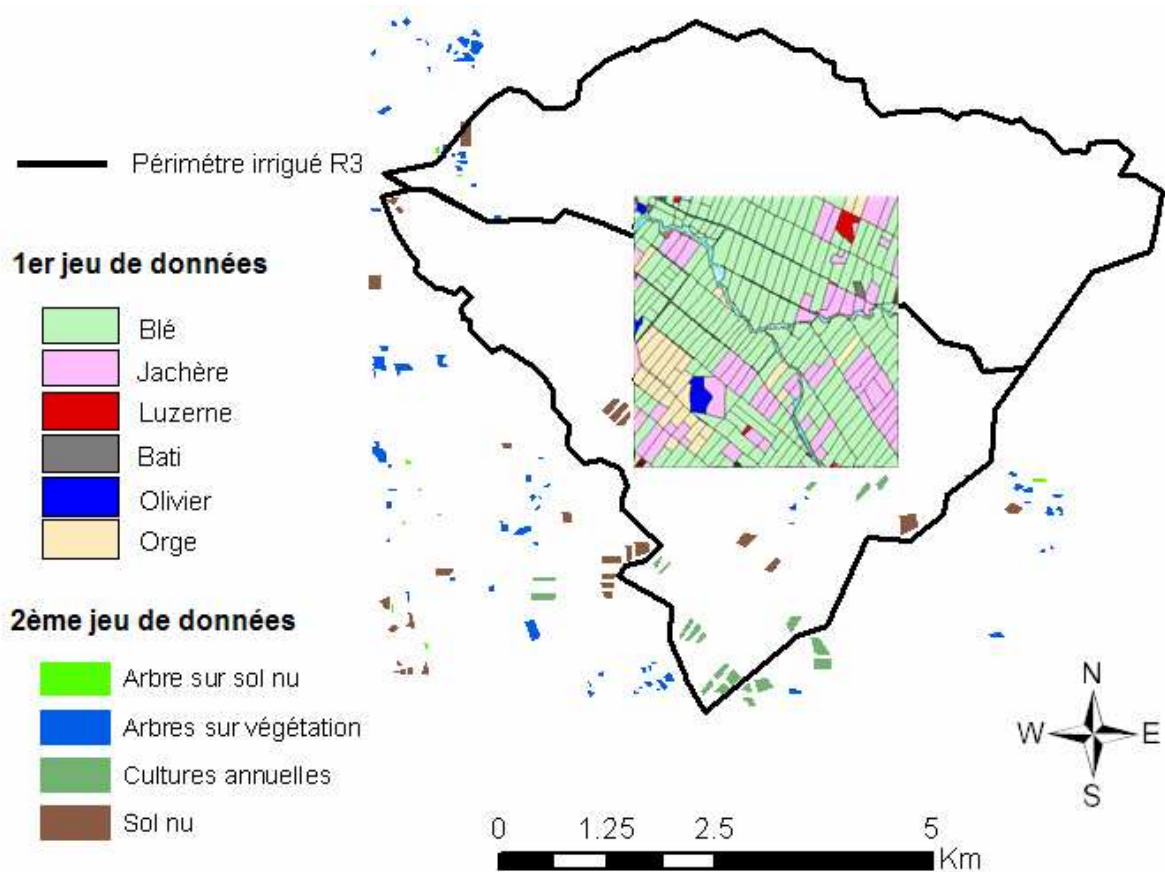 Périmétre irrigué R3
1er jeu de données
Blé
Jachère
Luzerne
Bati
Olivier
Orge
2ème jeu de données
Arbre sur sol nu
Arbres sur végétation
Cultures annuelles
Sol nu
N
W E
S
0 1.25 2.5 5
Km